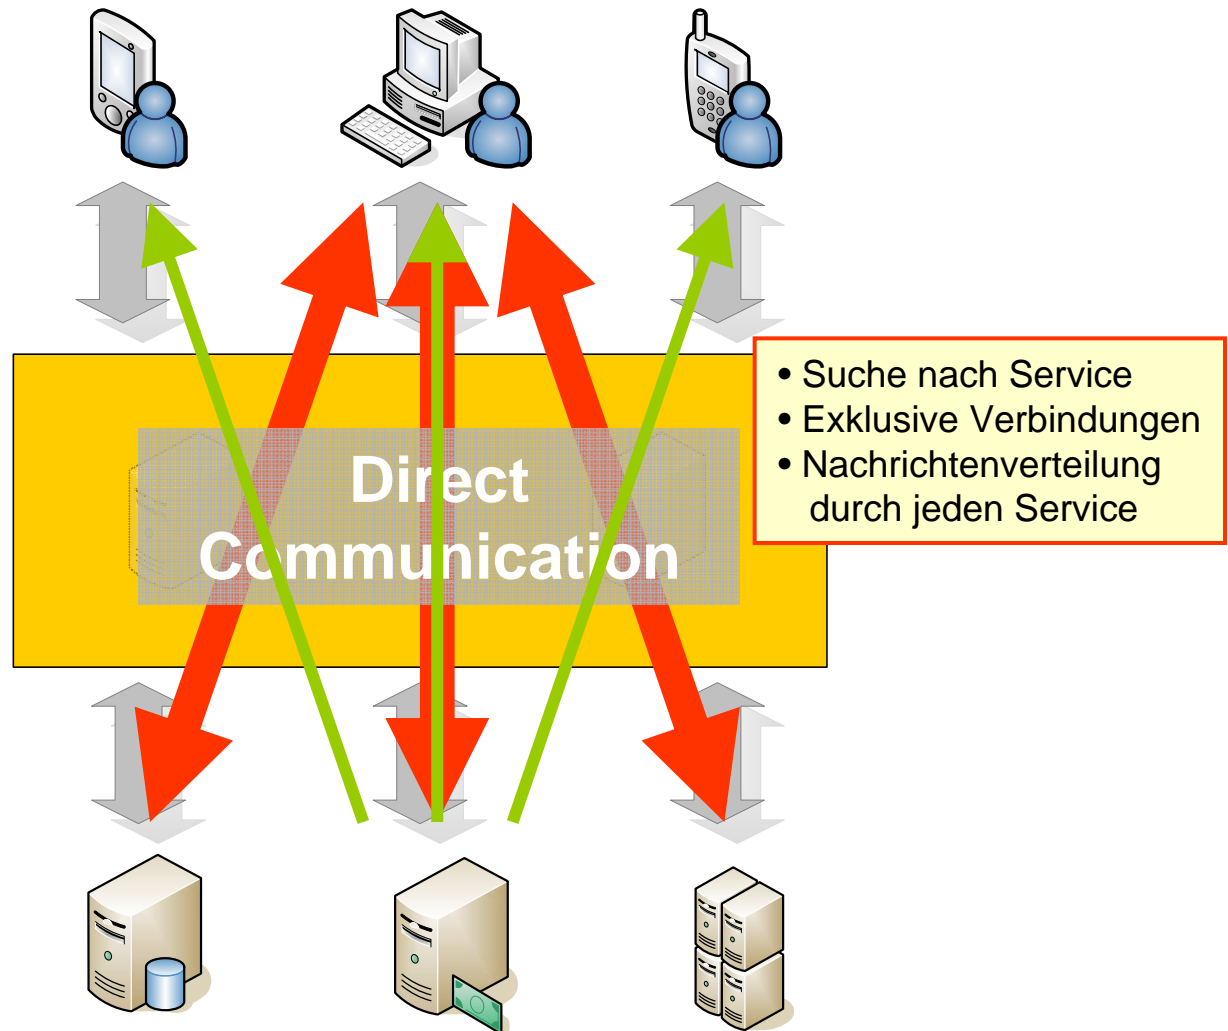 • Suche nach Service
• Exklusive Verbindungen
• Nachrichtenverteilung
durch jeden Service
Direct
Communication